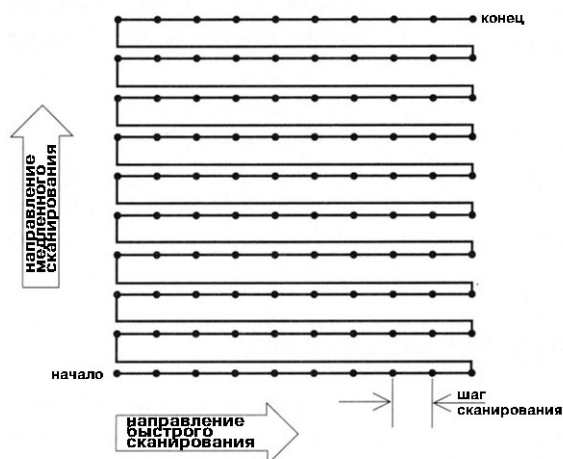 конец
направление
медленного
сканирования
начало
шаг
сканирования
направление
быстрого
сканирования